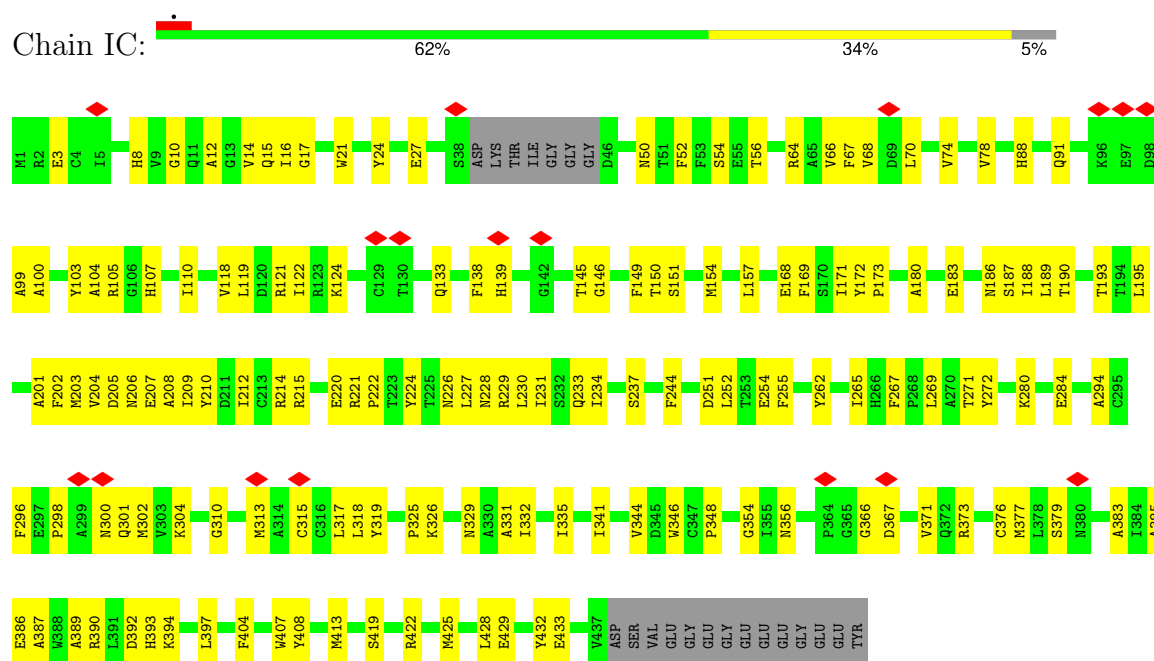 Chain IC:
62% 34% 5%
M1 R2 E3 C4 I5 H8 V9 G10 Q11 A12 G13 V14 Q15 I16 G17 W21 Y24 E27 S38 ASP LYS THR ILE GLY GLY GLY D46 N50 T51 F52 F53 S54 E55 T56 R64 A65 V66 F67 V68 D69 L70 V74 V78 H88 Q91 K96 E97 D98
A99 A100 Y103 A104 R105 G106 H107 I110 V118 L119 D120 R121 I122 R123 K124 C129 T130 Q133 F138 H139 G142 T145 G146 F149 T150 S151 M154 L157 E168 F169 S170 I171 Y172 P173 A180 E183 N186 S187 I188 L189 T190 T193 T194 L195
A201 F202 M203 V204 D205 N206 E207 A208 I209 Y210 D211 I212 C213 R214 R215 E220 R221 P222 T223 Y224 T225 N226 L227 N228 R229 L230 I231 S232 Q233 I234 S237 F244 D251 L252 T253 E254 F255 Y262 I265 H266 F267 P268 L269 A270 T271 Y272 K280 E284 A294 C295
F296 E297 P298 A299 N300 Q301 M302 V303 K304 G310 M313 A314 C315 C316 L317 L318 Y319 P325 K326 N329 A330 A331 I332 I335 I341 V344 D345 W346 C347 P348 G354 I355 N356 P364 G365 G366 D367 V371 Q372 R373 C376 M377 L378 S379 N380 A383 I384 A385
E386 A387 W388 A389 R390 L391 D392 H393 K394 L397 F404 W407 Y408 M413 S419 R422 M425 L428 E429 Y432 E433 V437 ASP SER VAL GLU GLY GLU GLY GLU GLU GLU GLY GLU GLU TYR